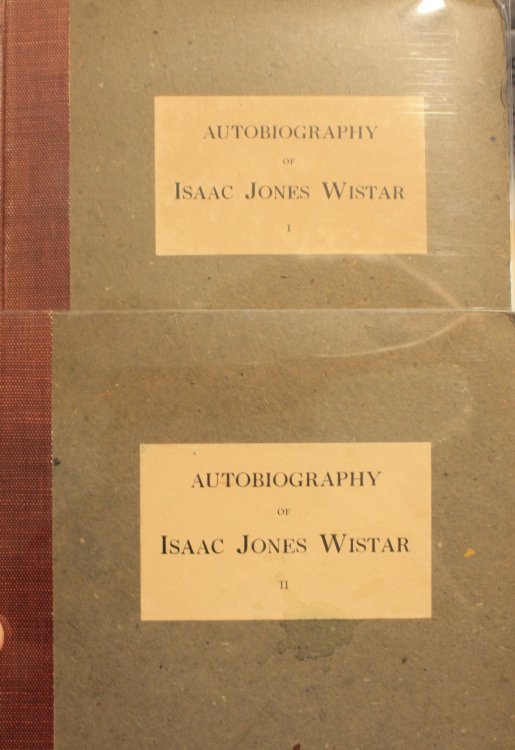 AUTOBIOGRAPHY
OF
ISAAC JONES WISTAR
I
AUTOBIOGRAPHY
OF
ISAAC JONES WISTAR
II